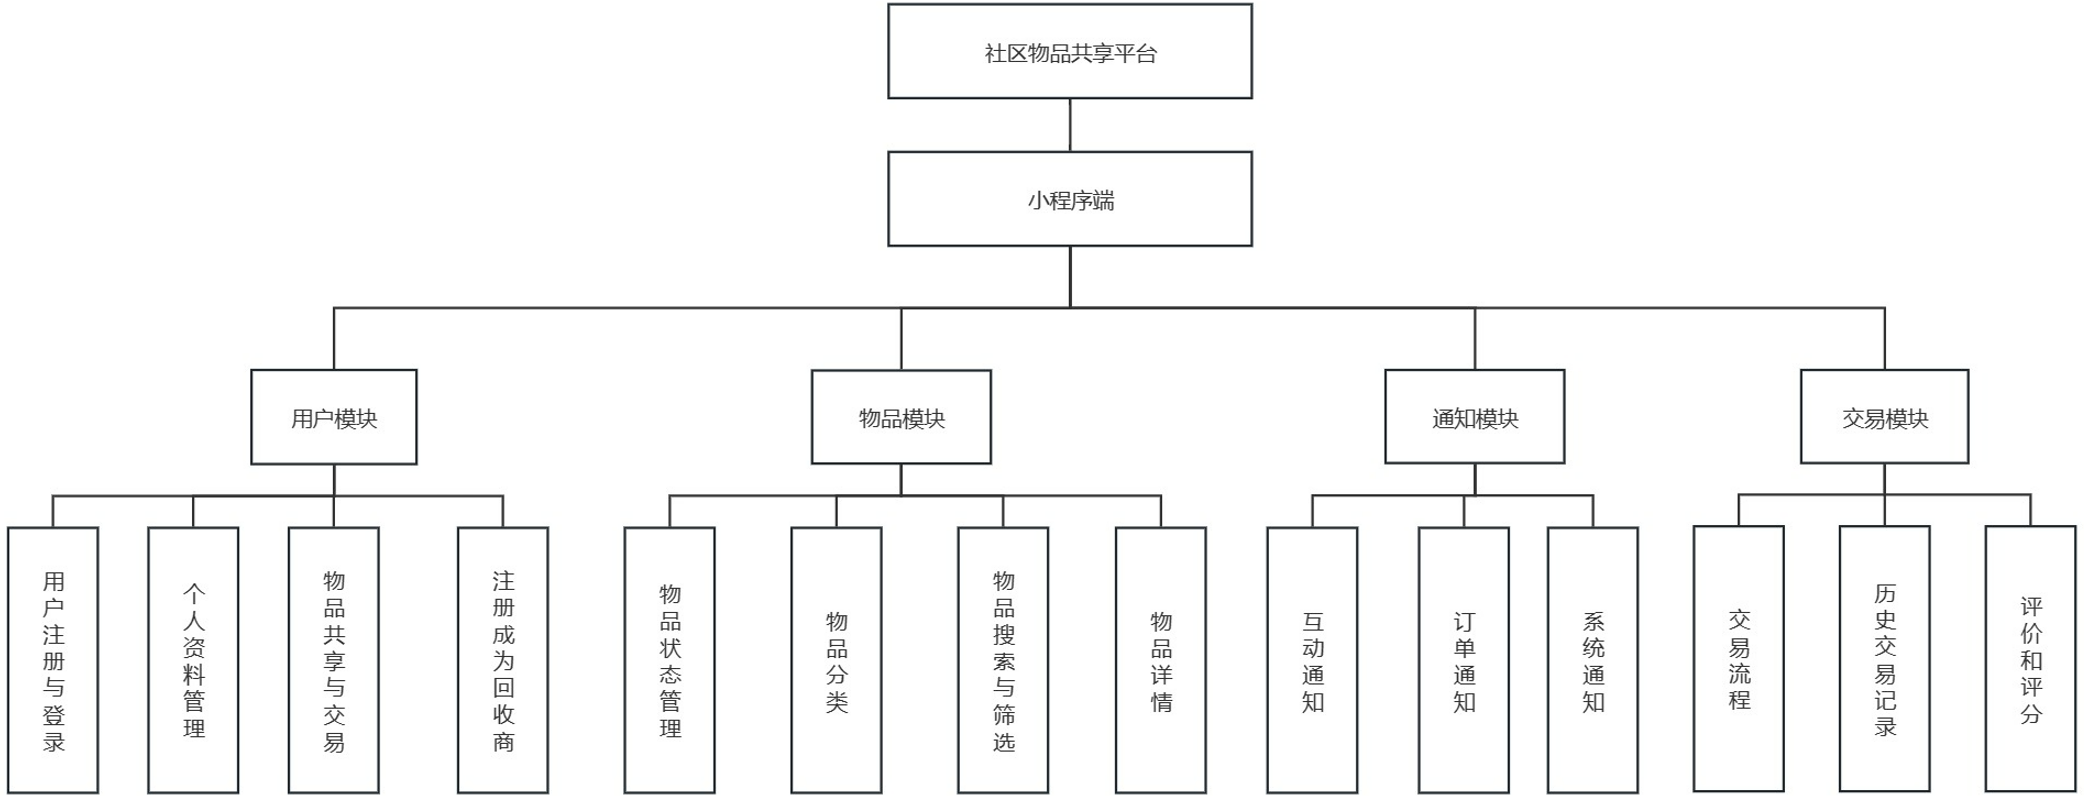 社区物品共享平台
小程序端
用户模块
物品模块
通知模块
交易模块
用户注册与登录
个人资料管理
物品共享与交易
注册成为回收商
物品状态管理
物品分类
物品搜索与筛选
物品详情
互动通知
订单通知
系统通知
交易流程
历史交易记录
评价和评分